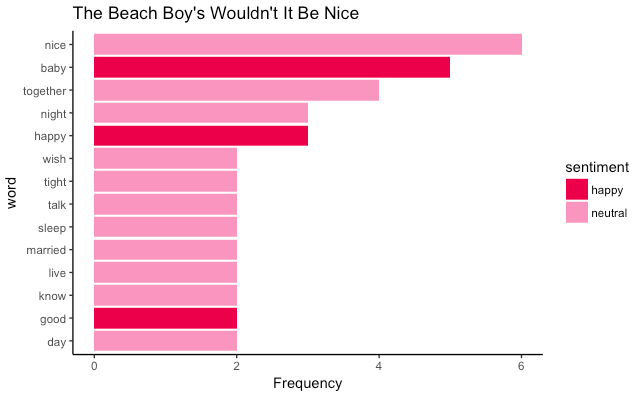 The Beach Boy's Wouldn't It Be Nice
word
nice
baby
together
night
happy
wish
tight
talk
sleep
married
live
know
good
day
0 2 4 6
Frequency
sentiment
happy
neutral